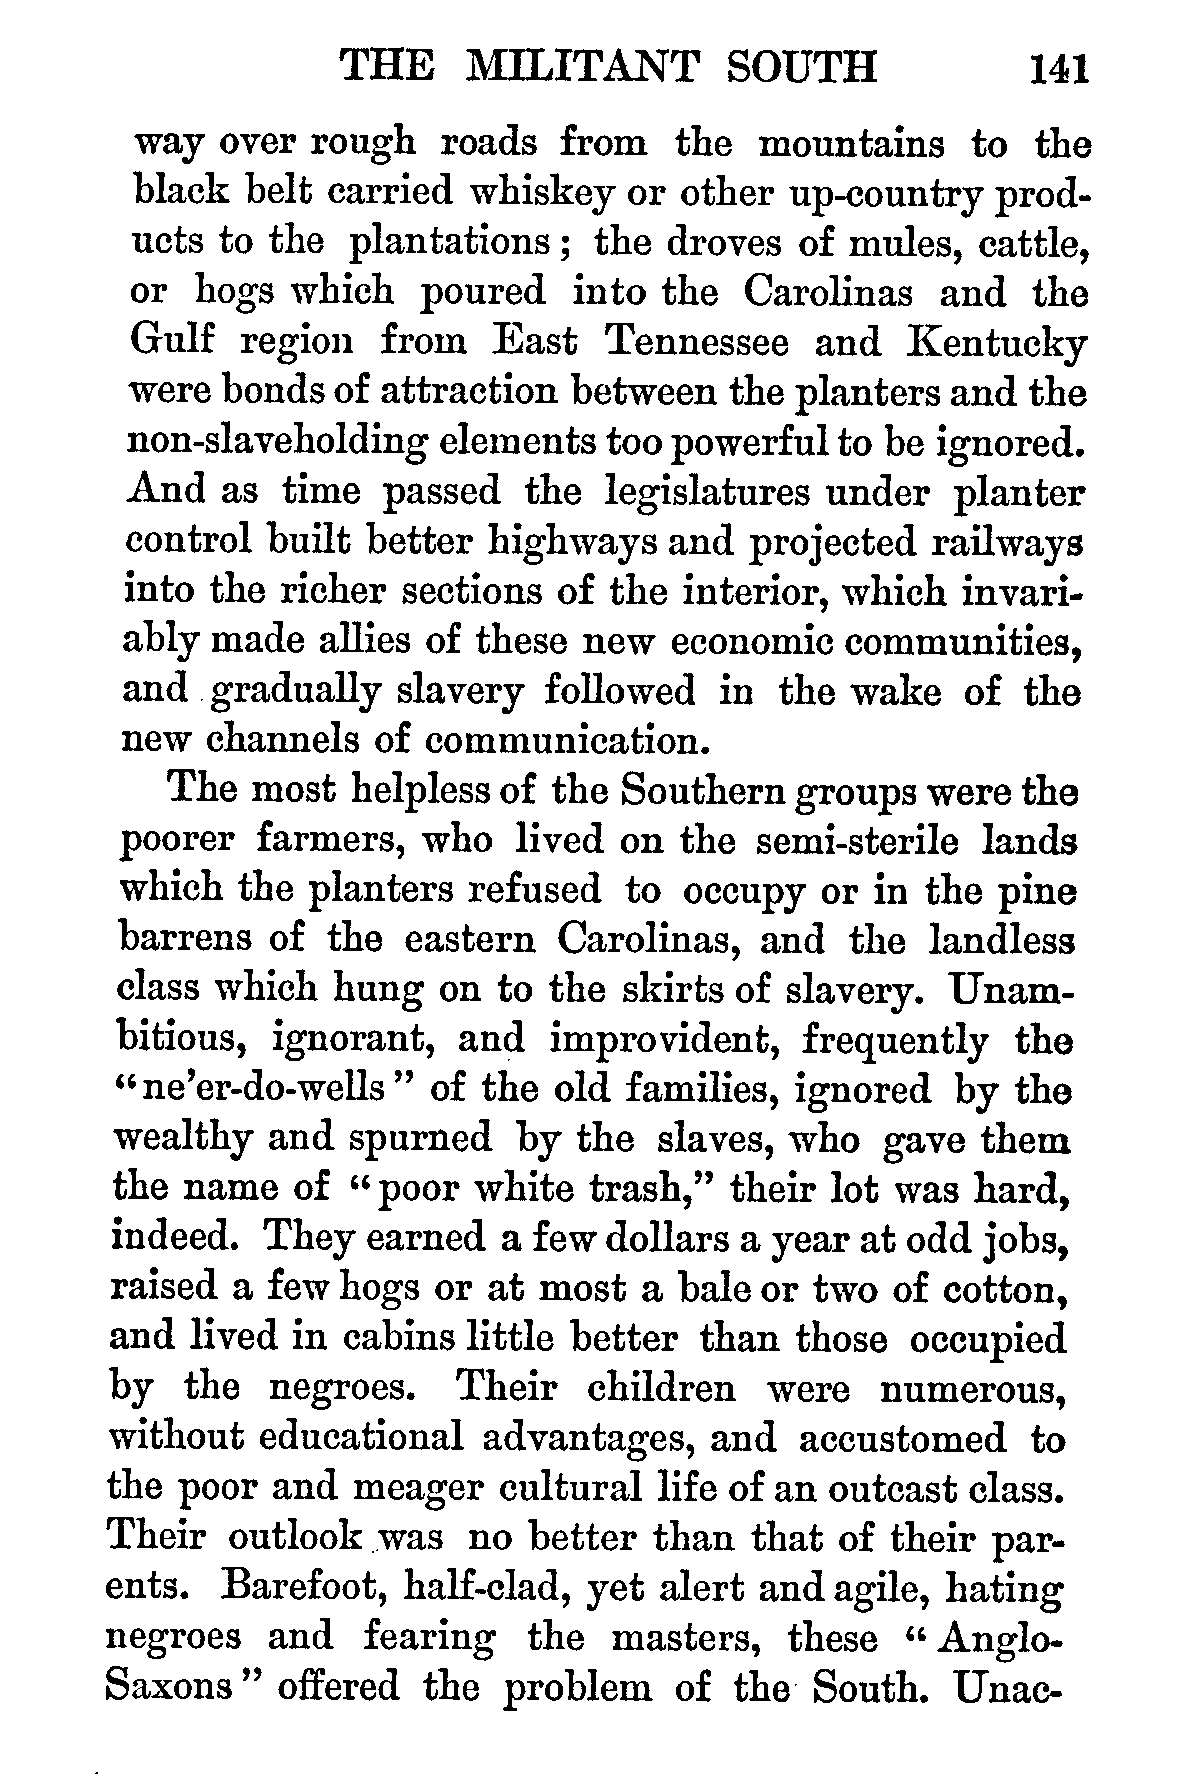 THE MILITANT SOUTH 141
way over rough roads from the mountains to the
black belt carried whiskey or other up-country prod-
ucts to the plantations; the droves of mules, cattle,
or hogs which poured into the Carolinas and the
Gulf region from East Tennessee and Kentucky
were bonds of attraction between the planters and the
non-slaveholding elements too powerful to be ignored.
And as time passed the legislatures under planter
control built better highways and projected railways
into the richer sections of the interior, which invari-
ably made allies of these new economic communities,
and gradually slavery followed in the wake of the
new channels of communication.
The most helpless of the Southern groups were the
poorer farmers, who lived on the semi-sterile lands
which the planters refused to occupy or in the pine
barrens of the eastern Carolinas, and the landless
class which hung on to the skirts of slavery. Unam-
bitious, ignorant, and improvident, frequently the
“ne’er-do-wells” of the old families, ignored by the
wealthy and spurned by the slaves, who gave them
the name of “poor white trash,” their lot was hard,
indeed. They earned a few dollars a year at odd jobs,
raised a few hogs or at most a bale or two of cotton,
and lived in cabins little better than those occupied
by the negroes. Their children were numerous,
without educational advantages, and accustomed to
the poor and meager cultural life of an outcast class.
Their outlook was no better than that of their par-
ents. Barefoot, half-clad, yet alert and agile, hating
negroes and fearing the masters, these “Anglo-
Saxons” offered the problem of the South. Unac-